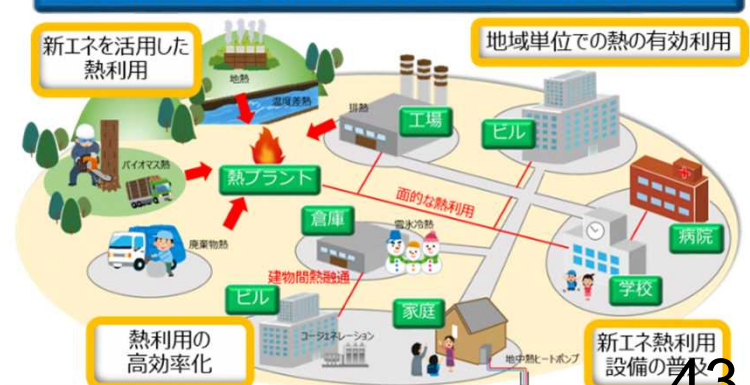 新エネを活用した
熱利用
地域単位での熱の有効利用
地熱
温度差熱
排熱
工場
ビル
バイオマス熱
熱プラント
面的な熱利用
病院
倉庫
雪氷冷熱
廃棄物熱
学校
建物間熱融通
ビル
家庭
コージェネレーション
地中熱ヒートポンプ
熱利用の
高効率化
新エネ熱利用
設備の普及
43